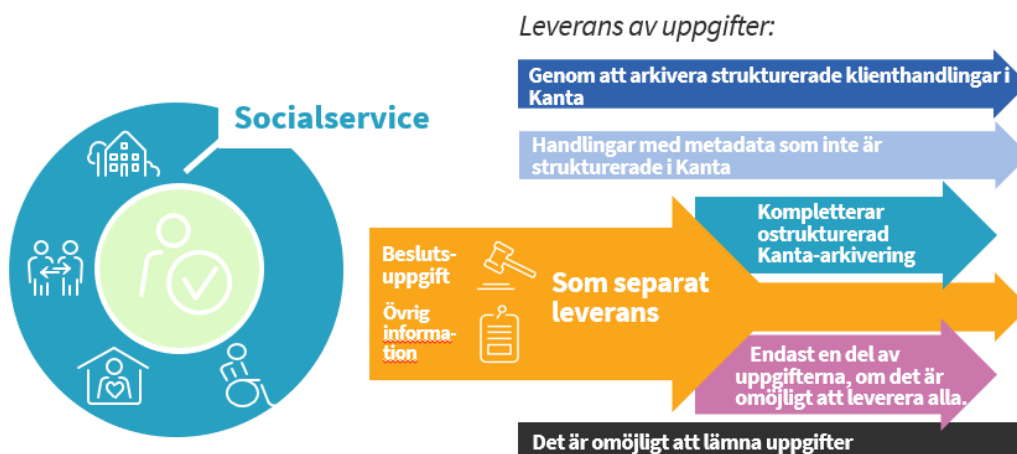 Leverans av uppgifter:
Socialservice
Genom att arkivera strukturerade klienthandlingar i
Kanta
Handlingar med metadata som inte är
strukturerade i Kanta
Besluts-
uppgift
Övrig
informa-
tion
Som separat
leverans
Kompletterar
ostrukturerad
Kanta-arkivering
Endast en del av
uppgifterna, om det är
omöjligt att leverera alla.
Det är omöjligt att lämna uppgifter